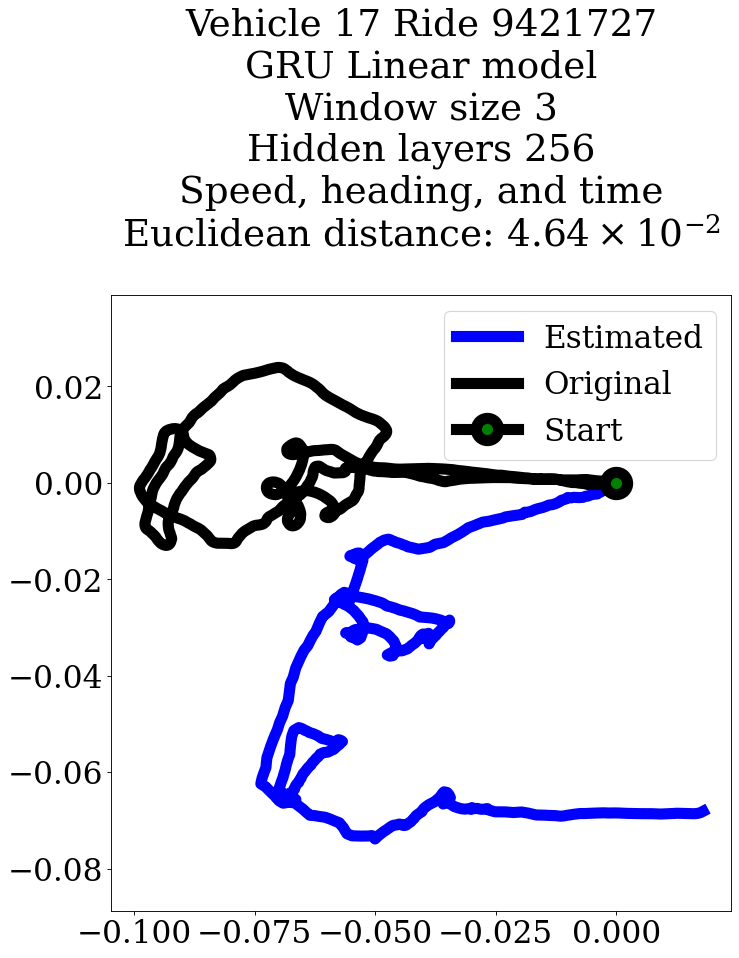 Vehicle 17 Ride 9421727
GRU Linear model
Window size 3
Hidden layers 256
Speed, heading, and time
Euclidean distance: 4.64 × 10⁻²
Estimated
Original
Start
0.02
0.00
−0.02
−0.04
−0.06
−0.08
−0.100 −0.075 −0.050 −0.025 0.000